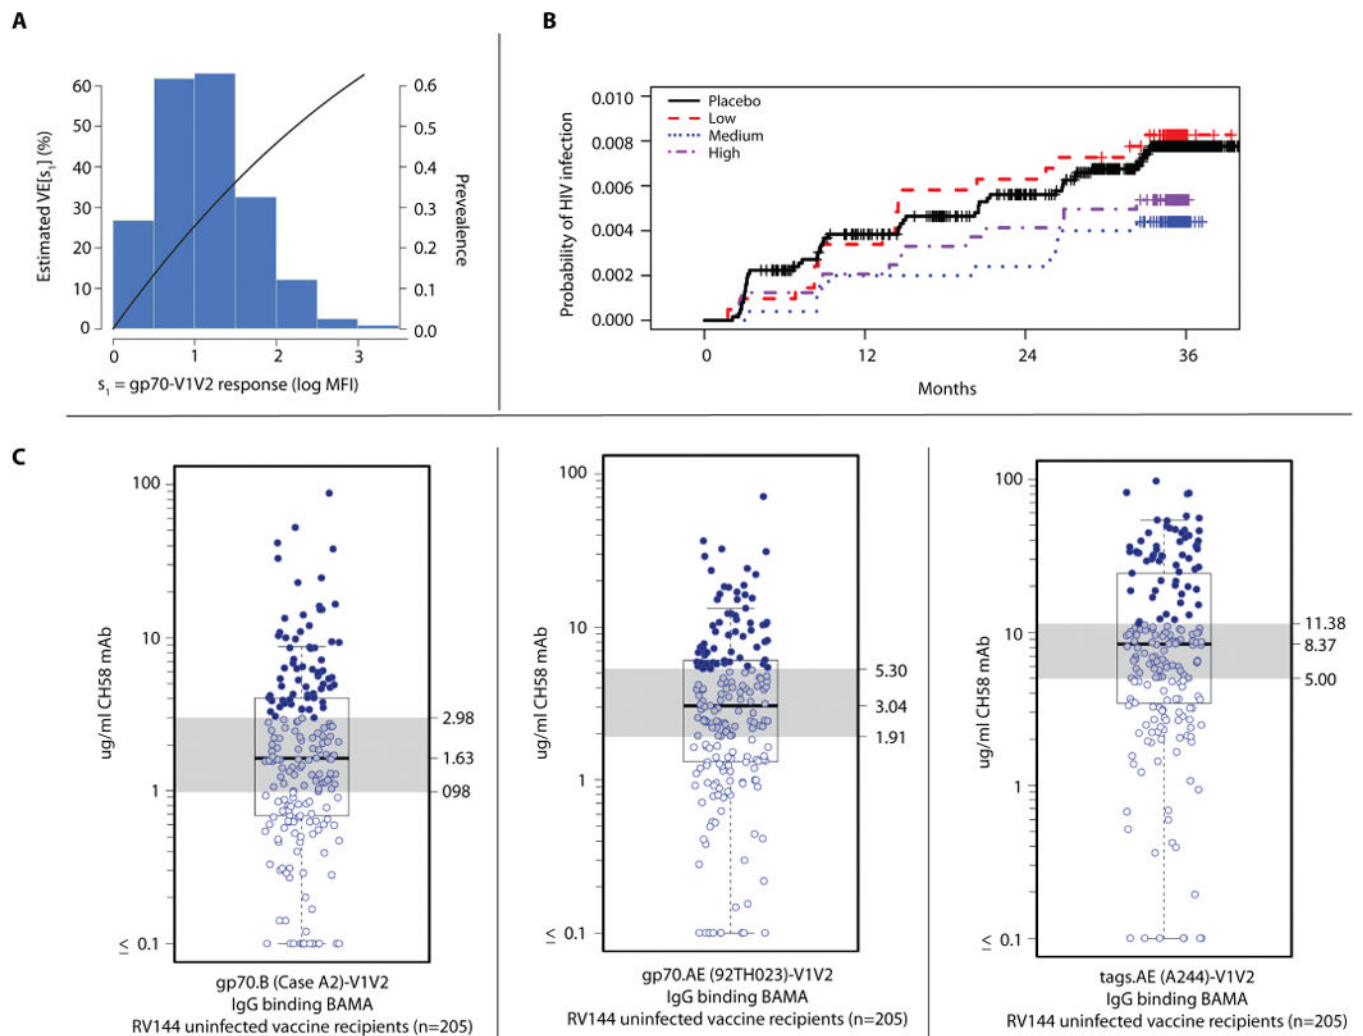 A
Estimated VE[s1] (%)
60
50
40
30
20
10
0
0.6
0.5
0.4
0.3
0.2
0.1
0.0
Prevealence
0
1
2
3
s1 = gp70-V1V2 response (log MFI)
B
Probability of HIV infection
0.010
0.008
0.006
0.004
0.002
0.000
Placebo
Low
Medium
High
0
12
24
36
Months
C
ug/ml CH58 mAb
100
10
1
≤ 0.1
2.98
1.63
098
gp70.B (Case A2)-V1V2
IgG binding BAMA
RV144 uninfected vaccine recipients (n=205)
ug/ml CH58 mAb
100
10
1
≤ 0.1
5.30
3.04
1.91
gp70.AE (92TH023)-V1V2
IgG binding BAMA
RV144 uninfected vaccine recipients (n=205)
ug/ml CH58 mAb
100
10
1
≤ 0.1
11.38
8.37
5.00
tags.AE (A244)-V1V2
IgG binding BAMA
RV144 uninfected vaccine recipients (n=205)